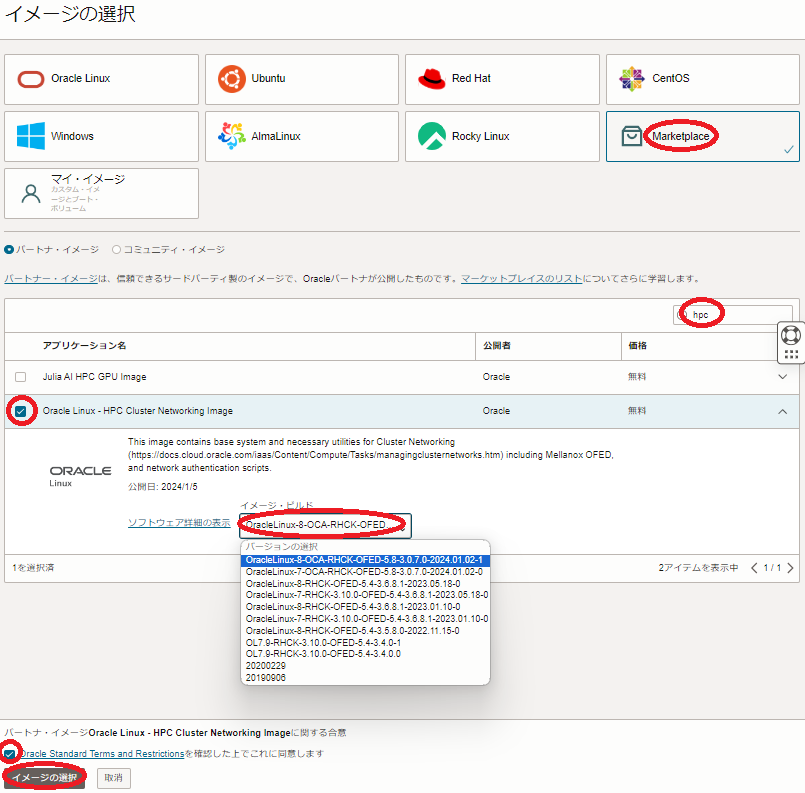 イメージの選択
Oracle Linux
Ubuntu
Red Hat
CentOS
Windows
AlmaLinux
Rocky Linux
Marketplace
マイ・イメージ
カスタム・イメ
ージとブート・
ボリューム
パートナ・イメージ
コミュニティ・イメージ
パートナー・イメージは、信頼できるサードパーティ製のイメージで、Oracleパートナが公開したものです。マーケットプレイスのリストについてさらに学習します。
hpc
アプリケーション名 公開者 価格
Julia AI HPC GPU Image Oracle 無料
Oracle Linux - HPC Cluster Networking Image Oracle 無料
This image contains base system and necessary utilities for Cluster Networking
(https://docs.cloud.oracle.com/iaas/Content/Compute/Tasks/managingclusternetworks.htm) including Mellanox OFED,
and network authentication scripts.
ORACLE
Linux
公開日: 2024/1/5
イメージ・ビルド
ソフトウェア詳細の表示
OracleLinux-8-OCA-RHCK-OFED
バージョンの選択
OracleLinux-8-OCA-RHCK-OFED-5.8-3.0.7.0-2024.01.02-1
OracleLinux-7-OCA-RHCK-OFED-5.8-3.0.7.0-2024.01.02-0
OracleLinux-8-RHCK-OFED-5.4-3.6.8.1-2023.05.18-0
OracleLinux-7-RHCK-3.10.0-OFED-5.4-3.6.8.1-2023.05.18-0
OracleLinux-8-RHCK-OFED-5.4-3.6.8.1-2023.01.10-0
OracleLinux-7-RHCK-3.10.0-OFED-5.4-3.6.8.1-2023.01.10-0
OracleLinux-8-RHCK-OFED-5.4-3.5.8.0-2022.11.15-0
OL7.9-RHCK-3.10.0-OFED-5.4-3.4.0-1
OL7.9-RHCK-3.10.0-OFED-5.4-3.4.0.0
20200229
20190906
1を選択済
2アイテムを表示中
1 / 1
パートナ・イメージOracle Linux - HPC Cluster Networking Imageに関する合意
Oracle Standard Terms and Restrictionsを確認した上でこれに同意します
イメージの選択
取消